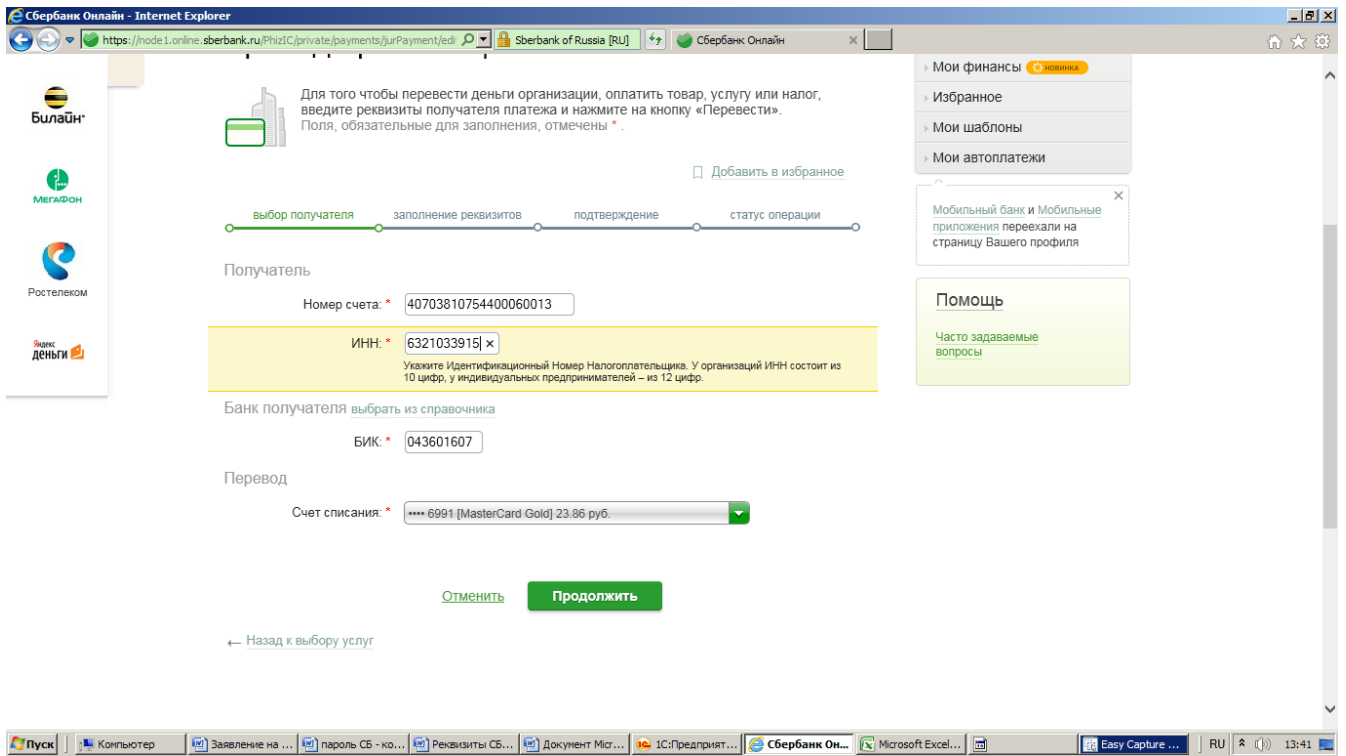 Сбербанк Онлайн - Internet Explorer
https://node1.online.sberbank.ru/PhizIC/private/payments/jurPayment/edi
Sberbank of Russia [RU]
Сбербанк Онлайн
Билайн
МЕГАФОН
Ростелеком
Яндекс
деньги
Для того чтобы перевести деньги организации, оплатить товар, услугу или налог,
введите реквизиты получателя платежа и нажмите на кнопку «Перевести».
Поля, обязательные для заполнения, отмечены * .
Добавить в избранное
выбор получателя заполнение реквизитов подтверждение статус операции
Получатель
Номер счета: * 40703810754400060013
ИНН: * 6321033915
Укажите Идентификационный Номер Налогоплательщика. У организаций ИНН состоит из
10 цифр, у индивидуальных предпринимателей – из 12 цифр.
Банк получателя выбрать из справочника
БИК: * 043601607
Перевод
Счет списания: * •••• 6991 [MasterCard Gold] 23.86 руб.
Отменить Продолжить
← Назад к выбору услуг
Мои финансы НОВИНКА
Избранное
Мои шаблоны
Мои автоплатежи
Мобильный банк и Мобильные
приложения переехали на
страницу Вашего профиля
Помощь
Часто задаваемые
вопросы
Пуск Компьютер Заявление на ... пароль СБ - ко... Реквизиты СБ... Документ Micr... 1С:Предприят... Сбербанк Он... Microsoft Excel... Easy Capture ... RU 13:41